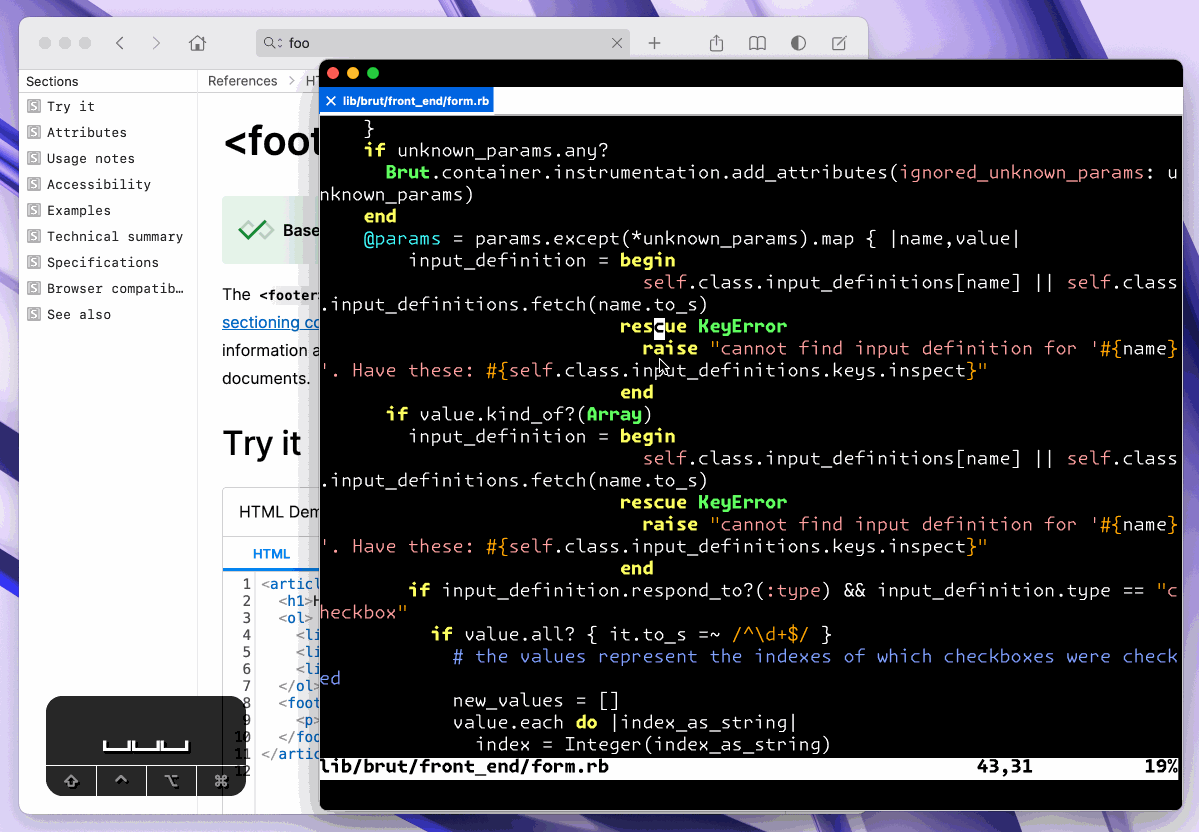 foo
Sections
Try it
Attributes
Usage notes
Accessibility
Examples
Technical summary
Specifications
Browser compatib…
See also
References
<foot
Base
The <footer
sectioning co
information a
documents.
Try it
HTML Dem
HTML
1 <articl
2 <h1>H
3 <ol>
4 <li
5 <li
6 <li
7 </ol>
8 <foot
9 <p>
10 </foo
11 </artic
12
lib/brut/front_end/form.rb
}
if unknown_params.any?
Brut.container.instrumentation.add_attributes(ignored_unknown_params: u
nknown_params)
end
@params = params.except(*unknown_params).map { |name,value|
input_definition = begin
self.class.input_definitions[name] || self.class
.input_definitions.fetch(name.to_s)
rescue KeyError
raise "cannot find input definition for '#{name}
'. Have these: #{self.class.input_definitions.keys.inspect}"
end
if value.kind_of?(Array)
input_definition = begin
self.class.input_definitions[name] || self.class
.input_definitions.fetch(name.to_s)
rescue KeyError
raise "cannot find input definition for '#{name}
'. Have these: #{self.class.input_definitions.keys.inspect}"
end
if input_definition.respond_to?(:type) && input_definition.type == "c
heckbox"
if value.all? { it.to_s =~ /^\d+$/ }
# the values represent the indexes of which checkboxes were check
ed
new_values = []
value.each do |index_as_string|
index = Integer(index_as_string)
lib/brut/front_end/form.rb 43,31 19%